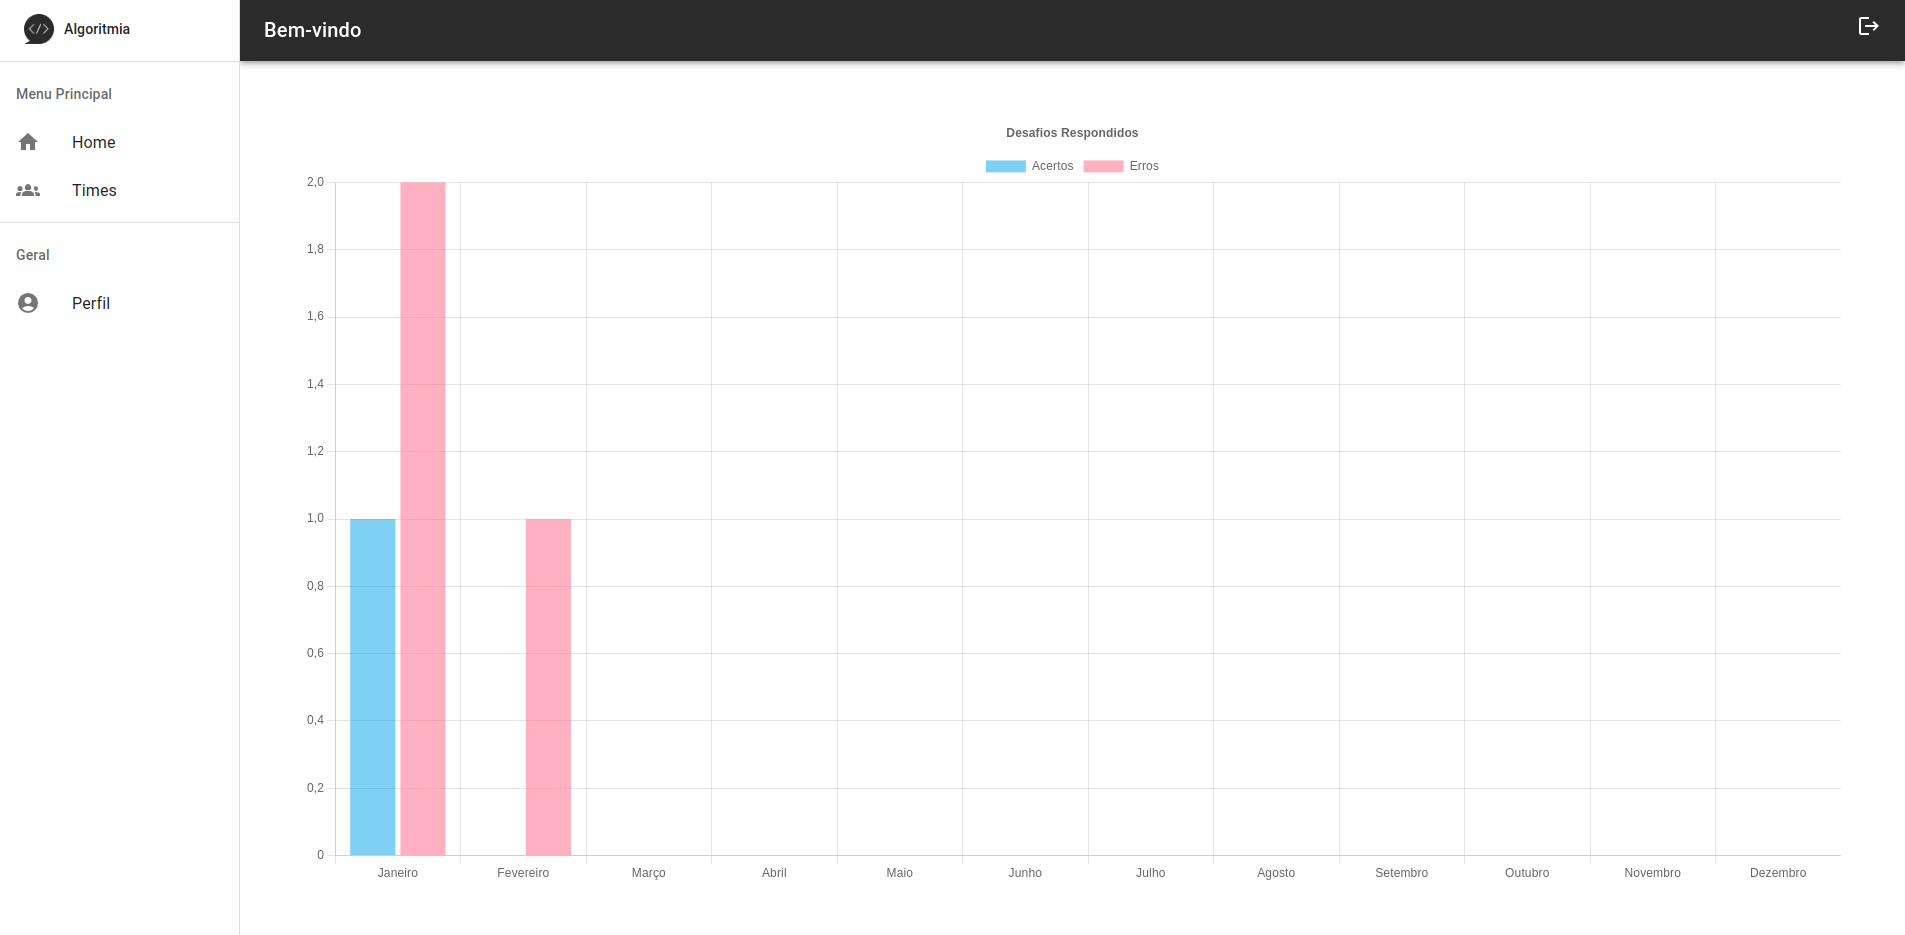 Algoritmia
Bem-vindo
Menu Principal
Home
Times
Geral
Perfil
Desafios Respondidos
Acertos Erros
2,0
1,8
1,6
1,4
1,2
1,0
0,8
0,6
0,4
0,2
0
Janeiro Fevereiro Março Abril Maio Junho Julho Agosto Setembro Outubro Novembro Dezembro